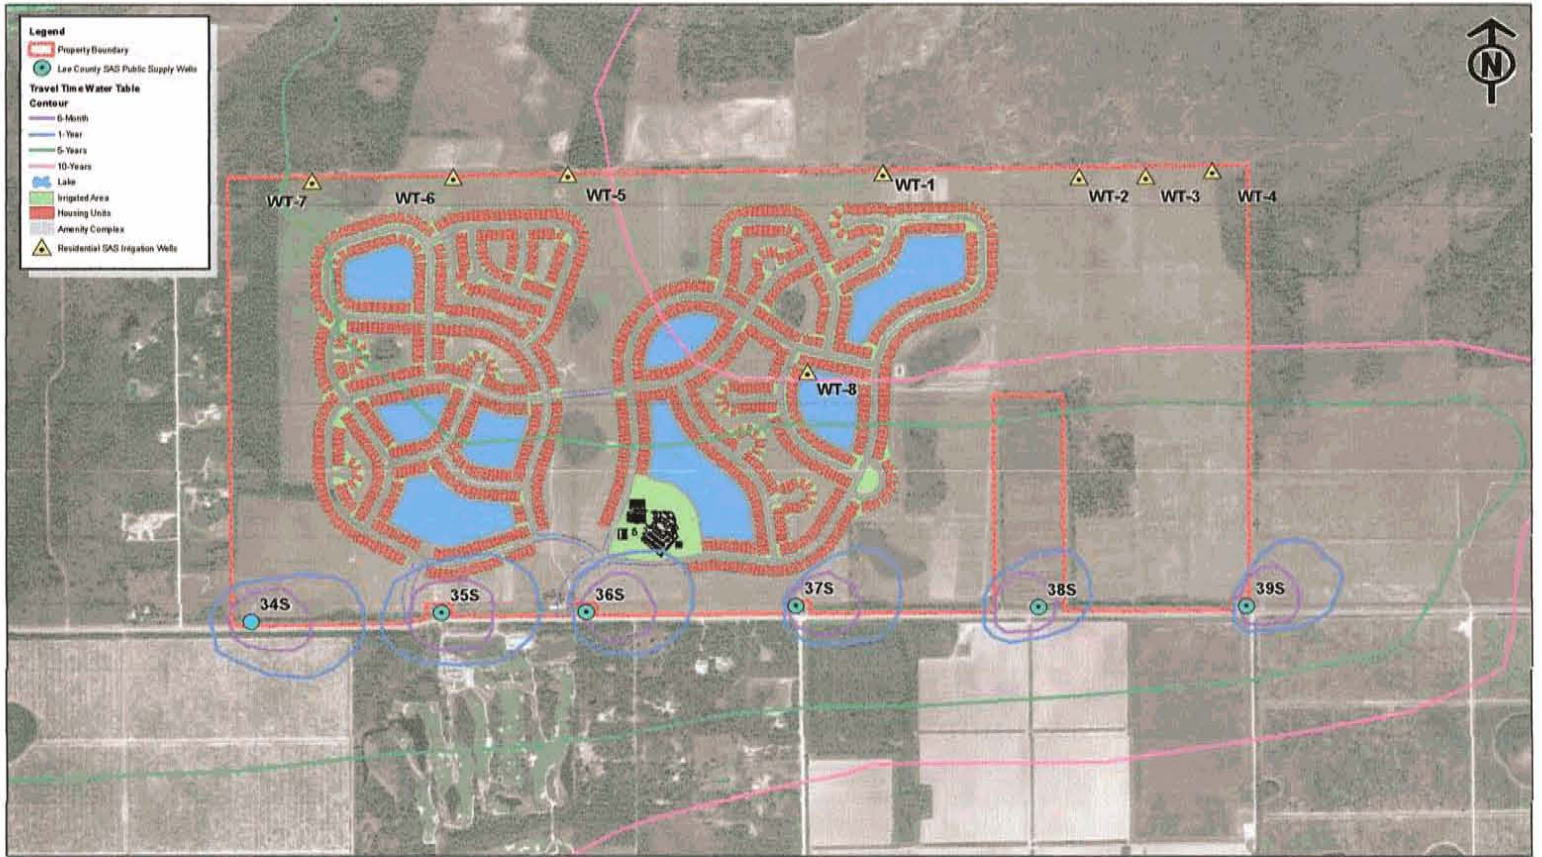 Legend
Property Boundary
Lee County SAS Public Supply Wells
Travel Time Water Table
Contour
6-Month
1-Year
5-Years
10-Years
Lake
Irrigated Area
Housing Units
Amenity Complex
Residential SAS Irrigation Wells
N
WT-7
WT-6
WT-5
WT-1
WT-2
WT-3
WT-4
WT-8
34S
35S
36S
37S
38S
39S